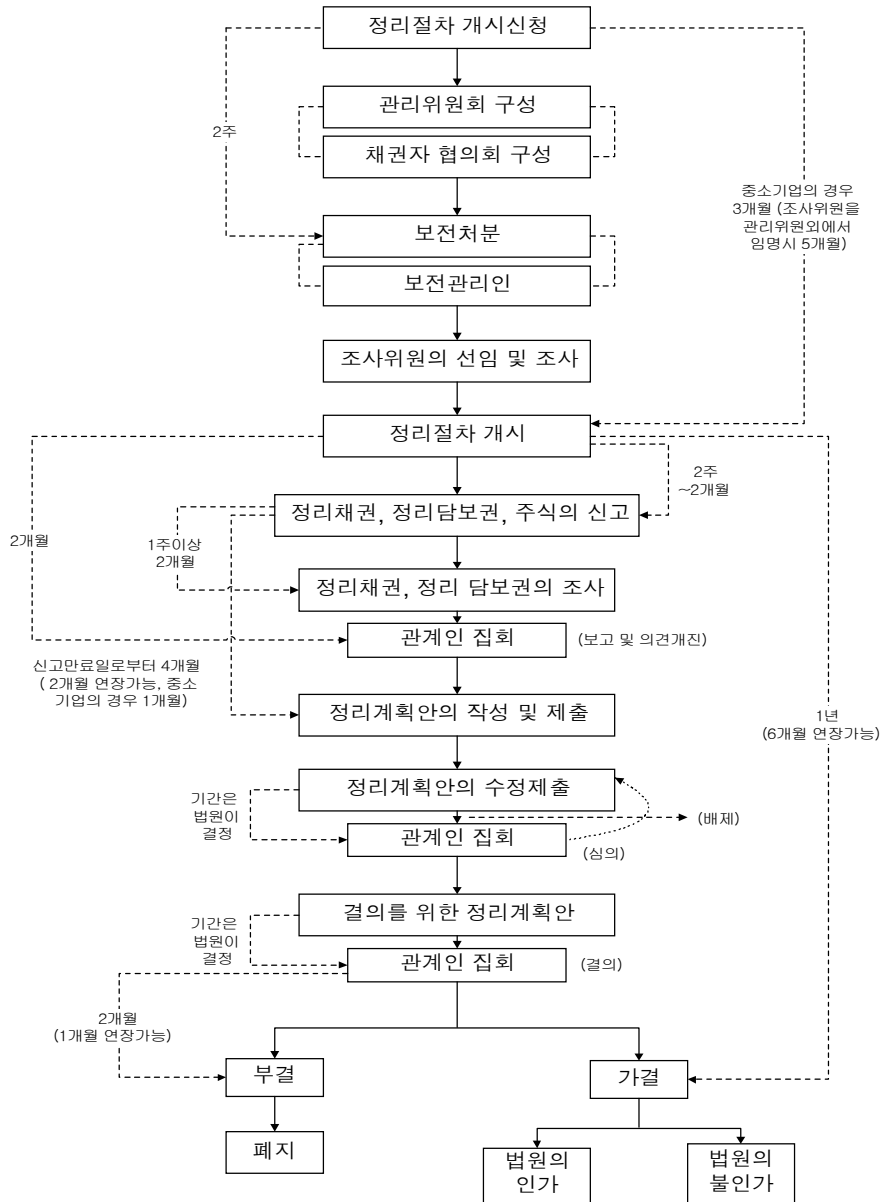 정리절차 개시신청
관리위원회 구성
2주
채권자 협의회 구성
중소기업의 경우
3개월 (조사위원을
관리위원외에서
임명시 5개월)
보전처분
보전관리인
조사위원의 선임 및 조사
정리절차 개시
2주
~2개월
정리채권, 정리담보권, 주식의 신고
2개월
1주이상
2개월
정리채권, 정리 담보권의 조사
관계인 집회
(보고 및 의견개진)
신고만료일로부터 4개월
( 2개월 연장가능, 중소
기업의 경우 1개월)
정리계획안의 작성 및 제출
1년
(6개월 연장가능)
정리계획안의 수정제출
기간은
법원이
결정
(배제)
관계인 집회
(심의)
결의를 위한 정리계획안
기간은
법원이
결정
관계인 집회
(결의)
2개월
(1개월 연장가능)
부결
가결
폐지
법원의
인가
법원의
불인가